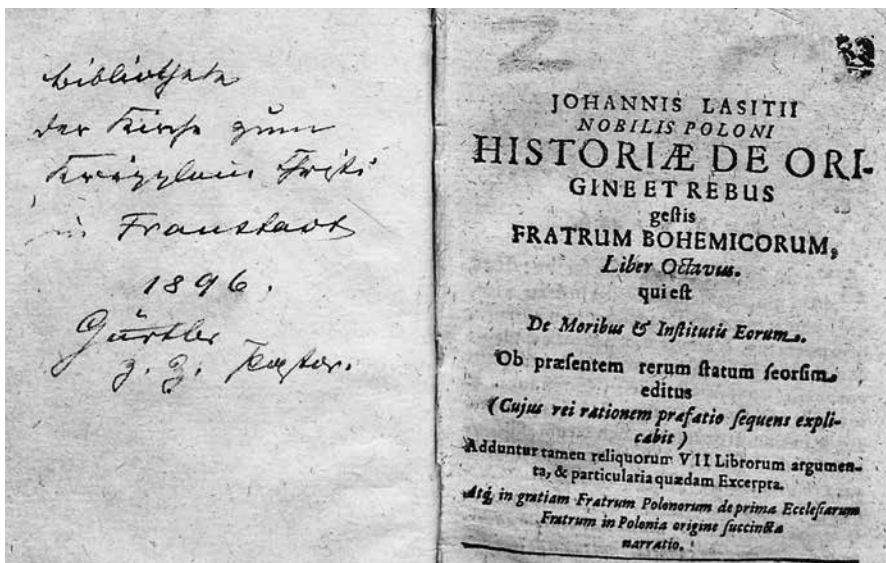 Bibliothek
der Kirche zum
Kripplein Christi
in Fraustadt
1896.
Gürtler
z. Z. Pastor.
JOHANNIS LASITII
NOBILIS POLONI
HISTORIÆ DE ORI-
GINE ET REBUS
geſtis
FRATRUM BOHEMICORUM,
Liber Octavus.
qui eſt
De Moribus & Inſtitutis Eorum.
Ob præſentem rerum ſtatum ſeorſim
editus
(Cujus rei rationem præfatio ſequens expli-
cabit)
Adduntur tamen reliquorum VII Librorum argumen-
ta, & particularia quædam Excerpta.
Atq; in gratiam Fratrum Polonorum de prima Eccleſiarum
Fratrum in Polonia origine ſuccincta
narratio.